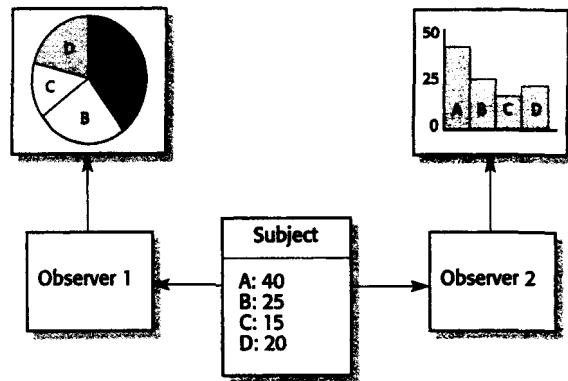 D
C
B
50
25
0
A B C D
Observer 1
Subject
A: 40
B: 25
C: 15
D: 20
Observer 2